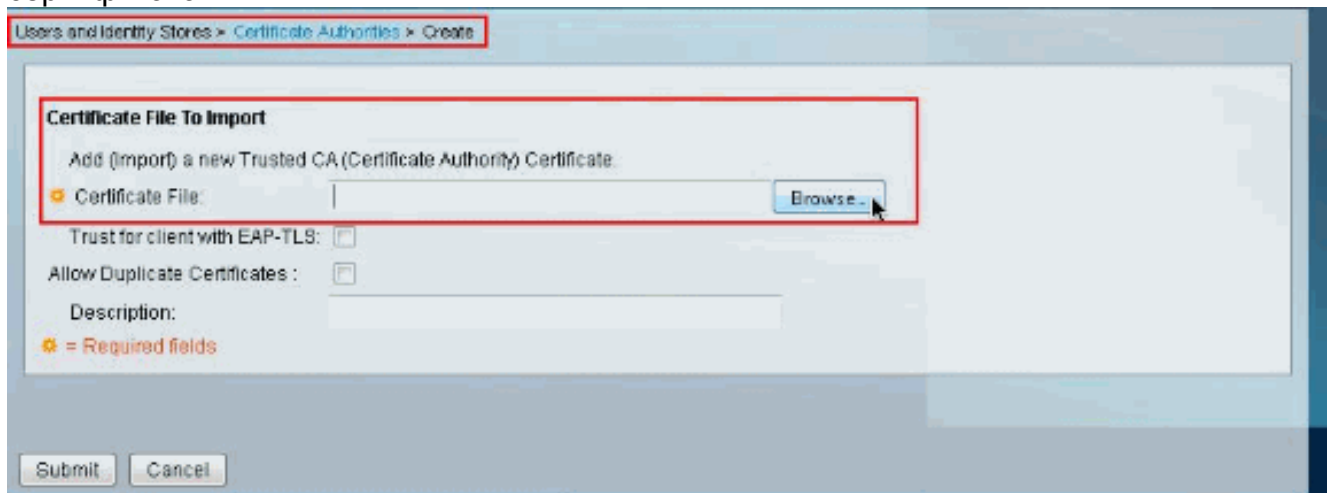 Users and Identity Stores > Certificate Authorities > Create
Certificate File To Import
Add (Import) a new Trusted CA (Certificate Authority) Certificate.
Certificate File:
Browse...
Trust for client with EAP-TLS:
Allow Duplicate Certificates :
Description:
= Required fields
Submit Cancel